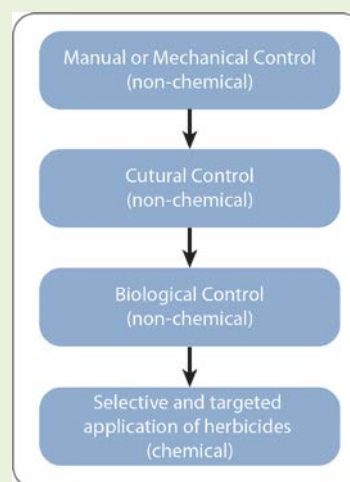 Manual or Mechanical Control
(non-chemical)
Cutural Control
(non-chemical)
Biological Control
(non-chemical)
Selective and targeted
application of herbicides
(chemical)